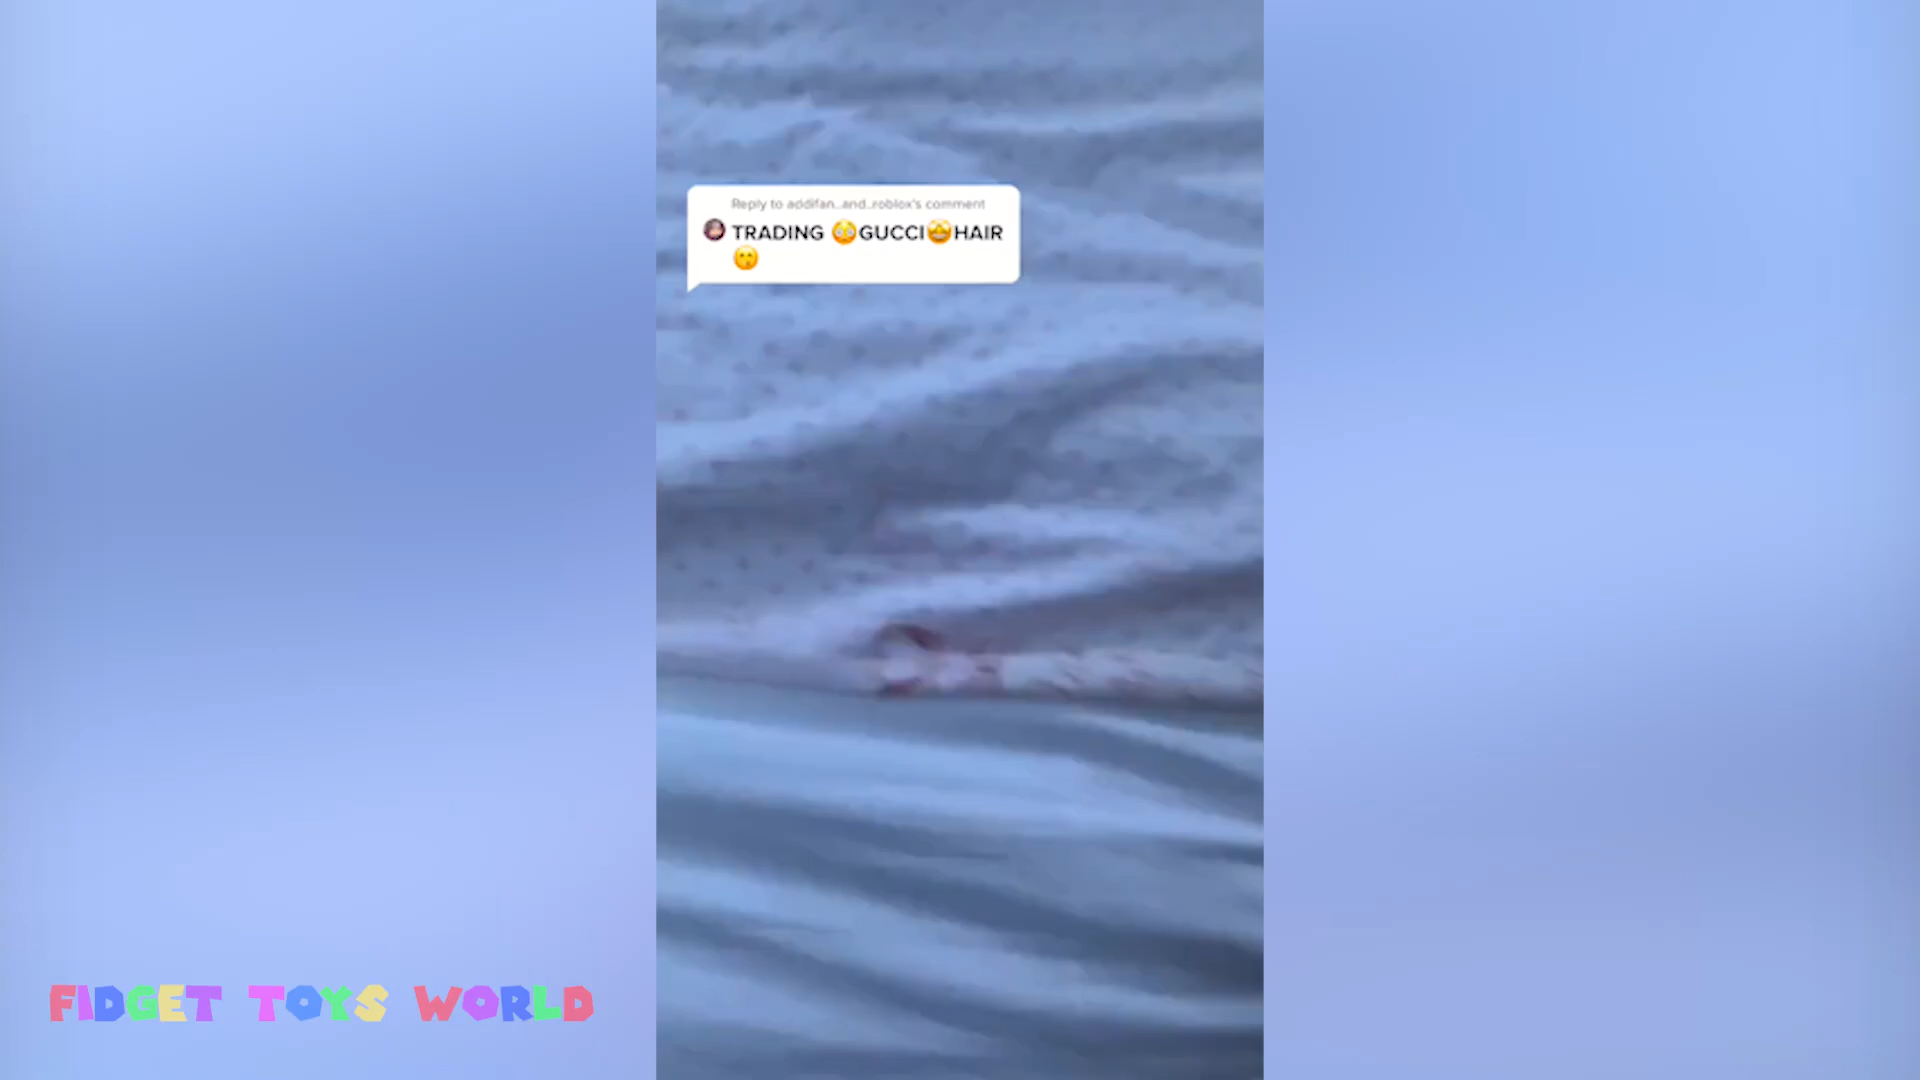 Reply to addifan..and..roblox's comment
TRADING 😳GUCCI🤩HAIR
😗
FIDGET TOYS WORLD